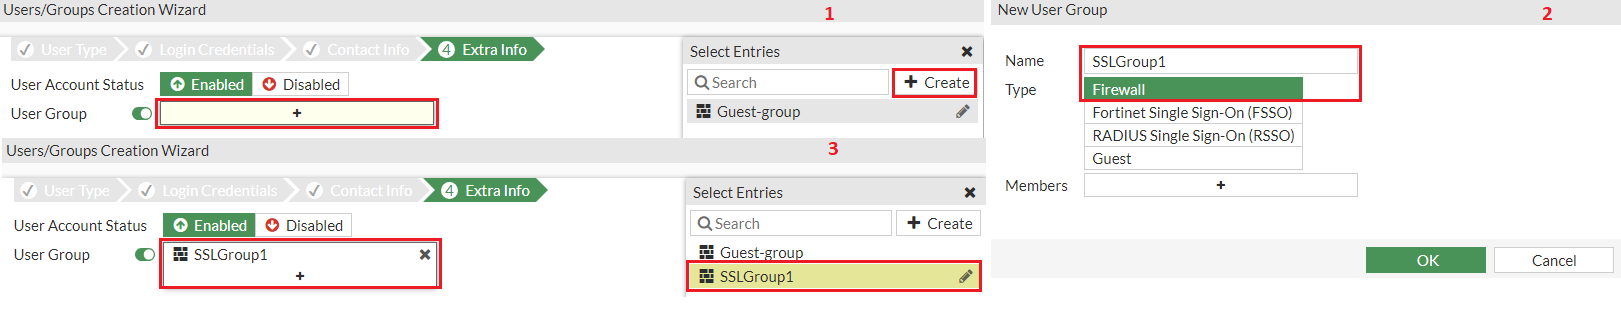 Users/Groups Creation Wizard
1
User Type
Login Credentials
Contact Info
4 Extra Info
User Account Status
Enabled
Disabled
User Group
+
Select Entries
Search
+ Create
Guest-group
New User Group
2
Name
SSLGroup1
Type
Firewall
Fortinet Single Sign-On (FSSO)
RADIUS Single Sign-On (RSSO)
Guest
Members
+
OK
Cancel
Users/Groups Creation Wizard
3
User Type
Login Credentials
Contact Info
4 Extra Info
User Account Status
Enabled
Disabled
User Group
SSLGroup1
+
Select Entries
Search
+ Create
Guest-group
SSLGroup1